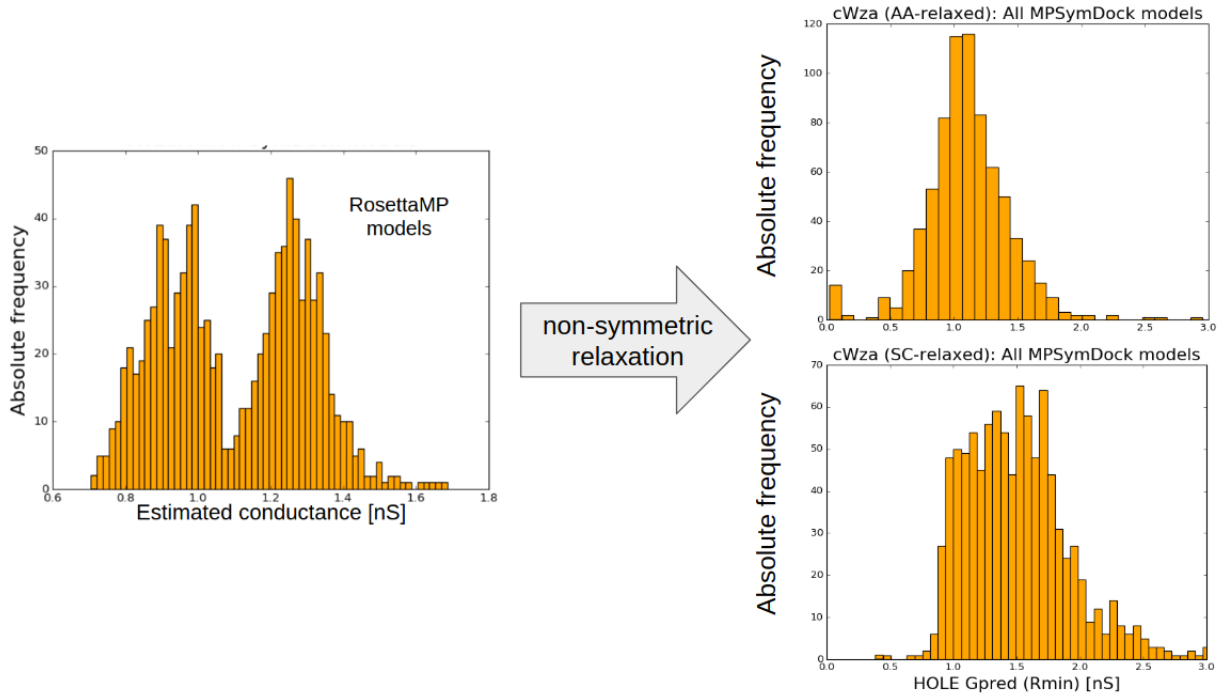 50
40
30
20
10
0
0.6 0.8 1.0 1.2 1.4 1.6 1.8
Absolute frequency
Estimated conductance [nS]
RosettaMP
models
non-symmetric
relaxation
cWza (AA-relaxed): All MPSymDock models
120
100
80
60
40
20
0
0.0 0.5 1.0 1.5 2.0 2.5 3.0
Absolute frequency
cWza (SC-relaxed): All MPSymDock models
70
60
50
40
30
20
10
0
0.0 0.5 1.0 1.5 2.0 2.5 3.0
Absolute frequency
HOLE Gpred (Rmin) [nS]